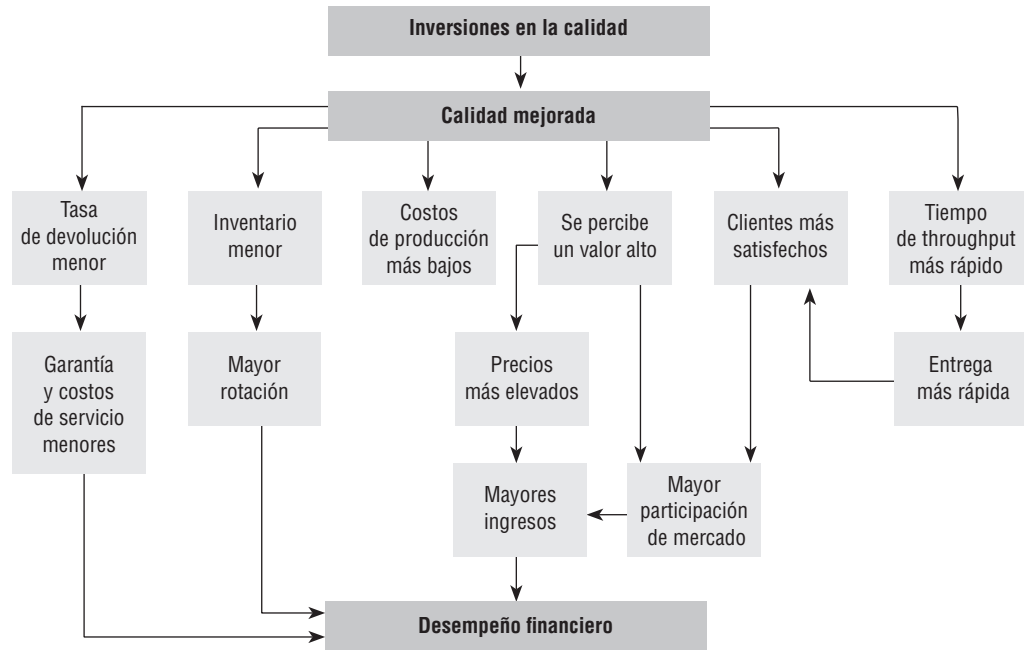 Inversiones en la calidad
Calidad mejorada
Tasa
de devolución
menor
Inventario
menor
Costos
de producción
más bajos
Se percibe
un valor alto
Clientes más
satisfechos
Tiempo
de throughput
más rápido
Garantía
y costos
de servicio
menores
Mayor
rotación
Precios
más elevados
Entrega
más rápida
Mayores
ingresos
Mayor
participación
de mercado
Desempeño financiero